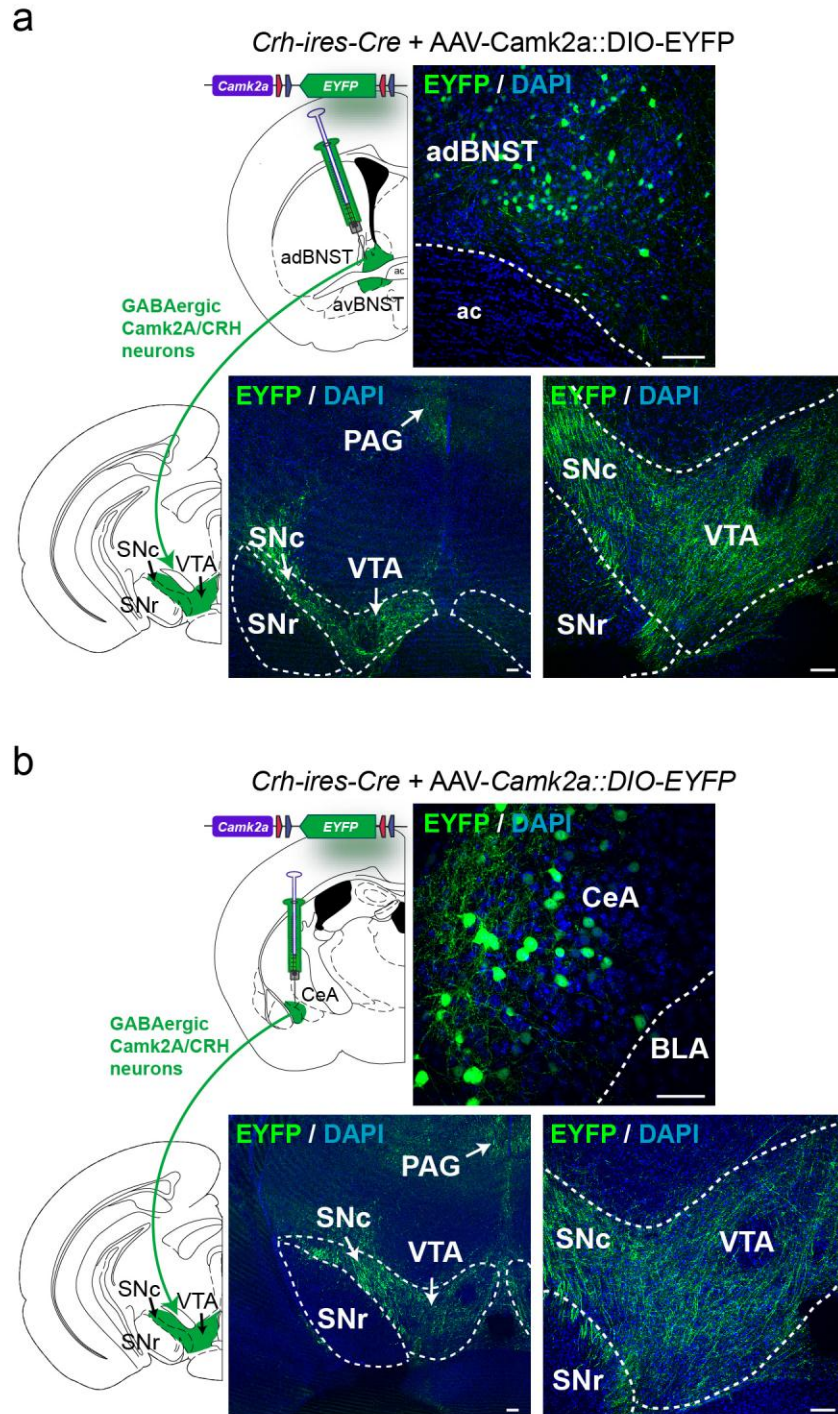 a
Crh-ires-Cre + AAV-Camk2a::DIO-EYFP
Camk2a
EYFP
EYFP / DAPI
adBNST
ac
adBNST
ac
avBNST
GABAergic
Camk2A/CRH
neurons
SNc
VTA
SNr
EYFP / DAPI
PAG
SNc
VTA
SNr
EYFP / DAPI
SNc
VTA
SNr
b
Crh-ires-Cre + AAV-Camk2a::DIO-EYFP
Camk2a
EYFP
EYFP / DAPI
CeA
BLA
CeA
GABAergic
Camk2A/CRH
neurons
SNc
VTA
SNr
EYFP / DAPI
PAG
SNc
VTA
SNr
EYFP / DAPI
SNc
VTA
SNr